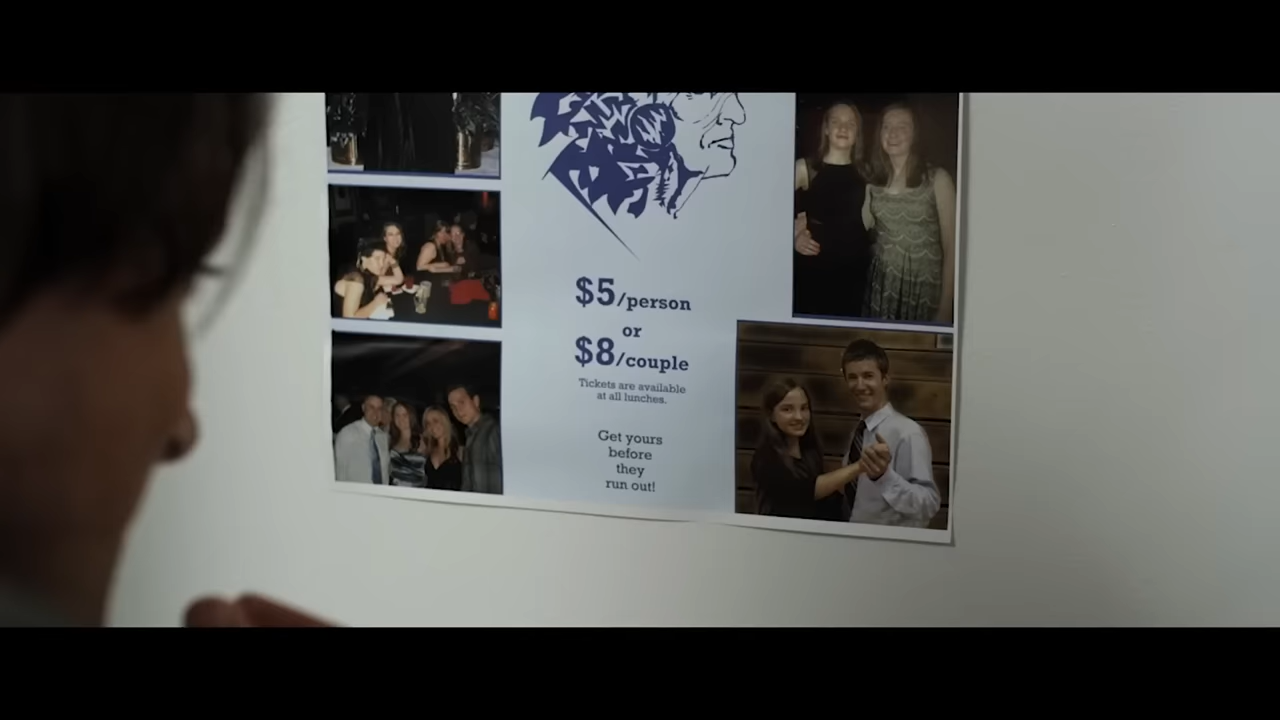 $5/person
or
$8/couple
Tickets are available
at all lunches.
Get yours
before
they
run out!